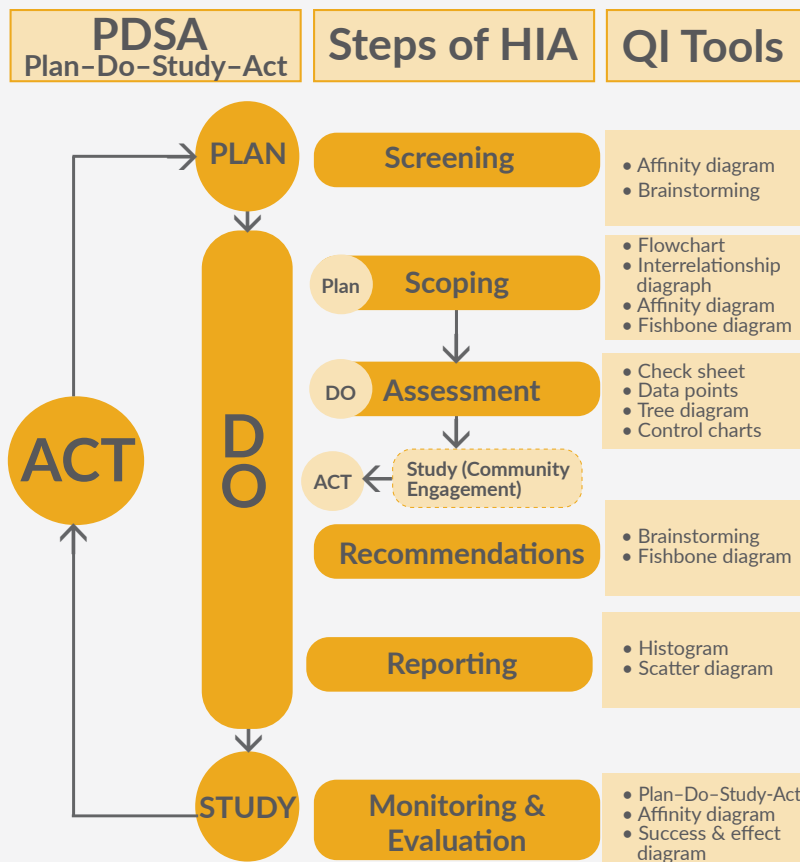 PDSA
Plan–Do–Study–Act
Steps of HIA
QI Tools
PLAN
Screening
• Affinity diagram
• Brainstorming
Plan
Scoping
• Flowchart
• Interrelationship
diagraph
• Affinity diagram
• Fishbone diagram
DO
Assessment
• Check sheet
• Data points
• Tree diagram
• Control charts
D
O
ACT
ACT
Study (Community
Engagement)
Recommendations
• Brainstorming
• Fishbone diagram
Reporting
• Histogram
• Scatter diagram
STUDY
Monitoring &
Evaluation
• Plan–Do–Study-Act
• Affinity diagram
• Success & effect
diagram